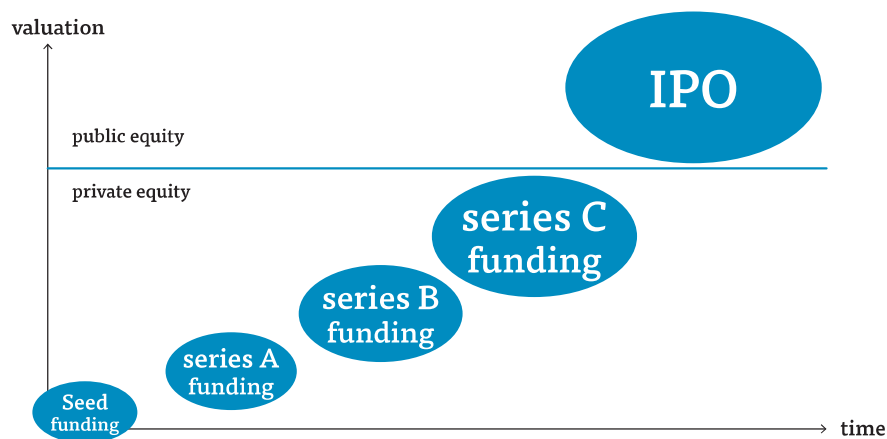 valuation
IPO
public equity
private equity
series C
funding
series B
funding
series A
funding
Seed
funding
time